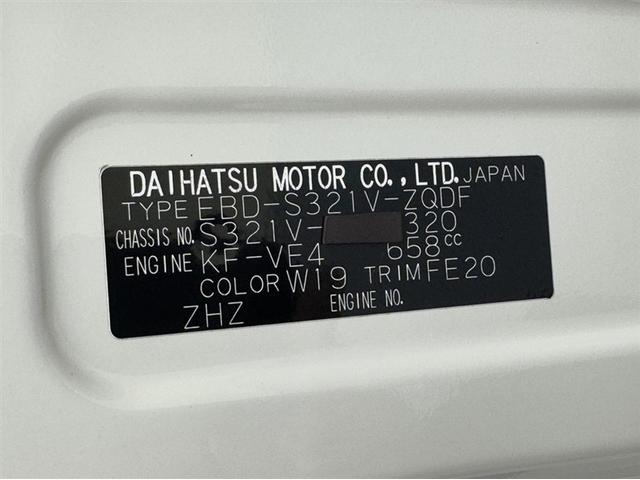 DAIHATSU MOTOR CO.,LTD.JAPAN
TYPE EBD-S321V-ZQDF
CHASSIS NO. S321V- 320
ENGINE KF-VE4 658cc
COLOR W19 TRIM FE20
ZHZ ENGINE NO.